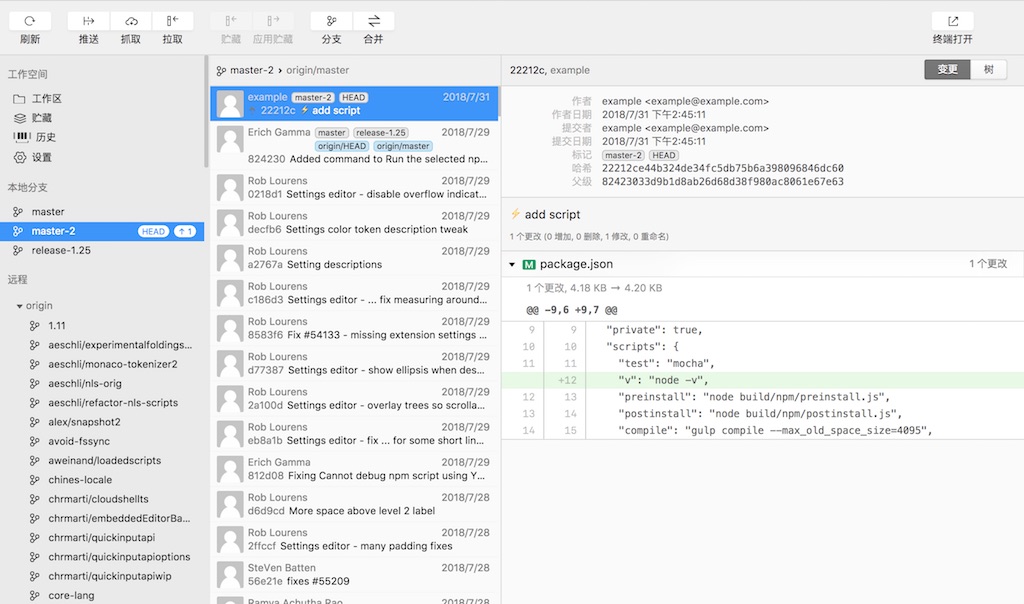 刷新 推送 抓取 拉取 贮藏 应用贮藏 分支 合并 终端打开
工作空间
工作区
贮藏
历史
设置
本地分支
master
master-2 HEAD ↑ 1
release-1.25
远程
origin
1.11
aeschli/experimentalfoldings...
aeschli/monaco-tokenizer2
aeschli/nls-orig
aeschli/refactor-nls-scripts
alex/snapshot2
avoid-fssync
aweinand/loadedscripts
chines-locale
chrmarti/cloudshellts
chrmarti/embeddedEditorBa...
chrmarti/quickinputapi
chrmarti/quickinputapioptions
chrmarti/quickinputapiwip
core-lang
master-2 › origin/master
example master-2 HEAD 2018/7/31
22212c ⚡ add script
Erich Gamma master release-1.25 2018/7/29
origin/HEAD origin/master
824230 Added command to Run the selected np...
Rob Lourens 2018/7/29
0218d1 Settings editor - disable overflow indicat...
Rob Lourens 2018/7/29
decfb6 Settings color token description tweak
Rob Lourens 2018/7/29
a2767a Setting descriptions
Rob Lourens 2018/7/29
c186d3 Settings editor - ... fix measuring around...
Rob Lourens 2018/7/29
8583f6 Fix #54133 - missing extension settings ...
Rob Lourens 2018/7/29
d77387 Settings editor - show ellipsis when des...
Rob Lourens 2018/7/29
2a100d Settings editor - overlay trees so scrolla...
Rob Lourens 2018/7/29
eb8a1b Settings editor - fix ... for some short lin...
Erich Gamma 2018/7/29
812d08 Fixing Cannot debug npm script using Y...
Rob Lourens 2018/7/28
d6d9cd More space above level 2 label
Rob Lourens 2018/7/28
2ffccf Settings editor - many padding fixes
SteVen Batten 2018/7/28
56e21e fixes #55209
Ramya Achutha Rao 2018/7/28
22212c, example 变更 树
作者 example <example@example.com>
作者日期 2018/7/31 下午2:45:11
提交者 example <example@example.com>
提交日期 2018/7/31 下午2:45:11
标记 master-2 HEAD
哈希 22212ce44b324de34fc5db75b6a398096846dc60
父级 82423033d9b1d8ab26d68d38f980ac8061e67e63
⚡ add script
1 个更改 (0 增加, 0 删除, 1 修改, 0 重命名)
M package.json 1 个更改
1 个更改, 4.18 KB → 4.20 KB
@@ -9,6 +9,7 @@
9 9 "private": true,
10 10 "scripts": {
11 11 "test": "mocha",
+12 "v": "node -v",
12 13 "preinstall": "node build/npm/preinstall.js",
13 14 "postinstall": "node build/npm/postinstall.js",
14 15 "compile": "gulp compile --max_old_space_size=4095",